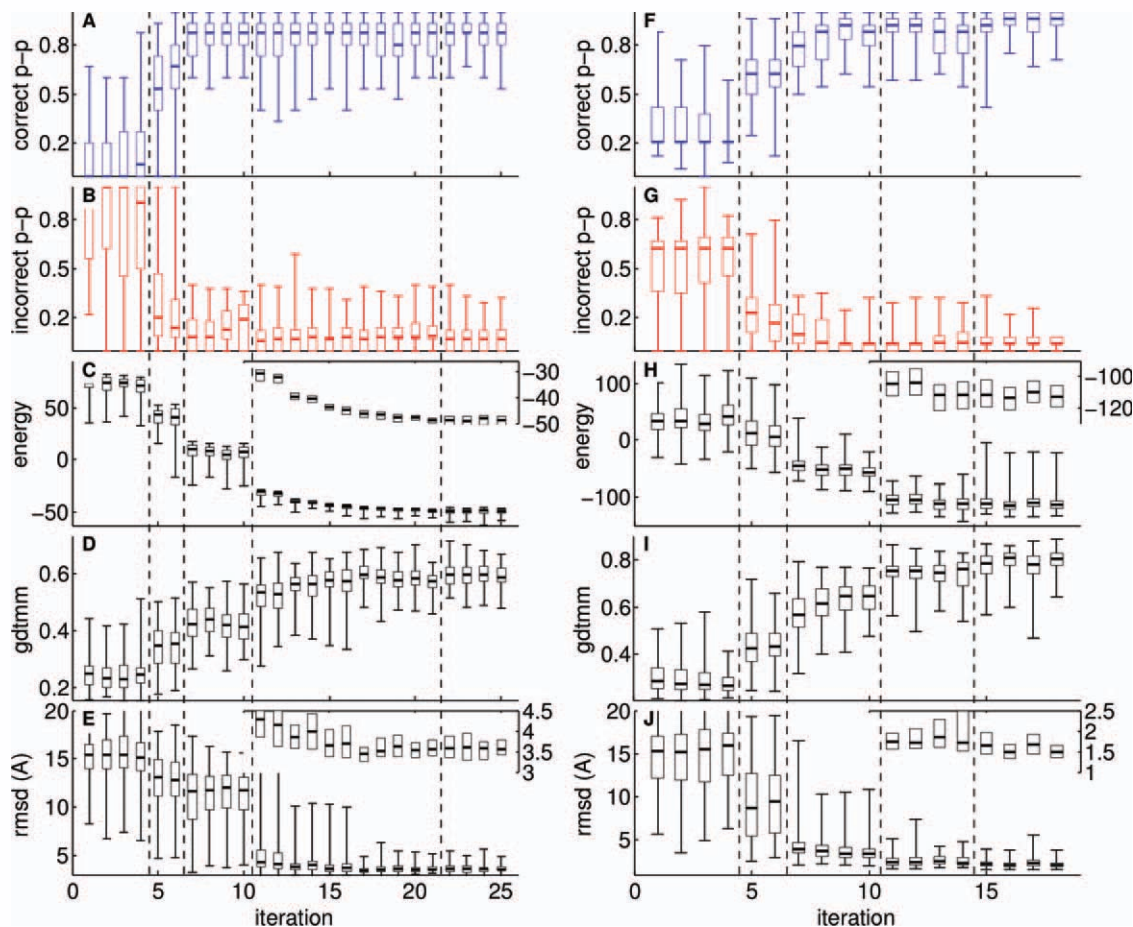 A
correct p-p
0.8
0.5
0.2
B
incorrect p-p
0.8
0.5
0.2
C
energy
50
0
−50
−30
−40
−50
D
gdtmm
0.6
0.4
0.2
E
rmsd (A)
20
15
10
5
4.5
4
3.5
3
0 5 10 15 20 25
iteration
F
correct p-p
0.8
0.5
0.2
G
incorrect p-p
0.8
0.5
0.2
H
energy
100
0
−100
−100
−120
I
gdtmm
0.8
0.6
0.4
J
rmsd (A)
20
15
10
5
2.5
2
1.5
1
0 5 10 15
iteration